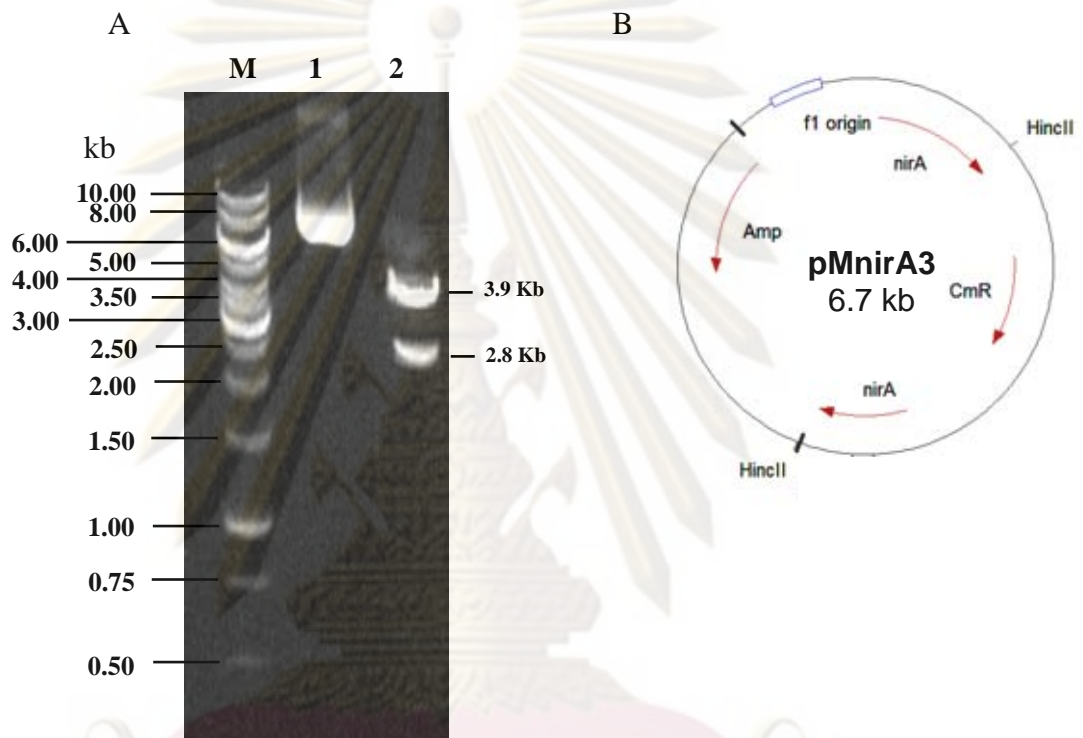 A
B
M 1 2
kb
10.00
8.00
6.00
5.00
4.00
3.50
3.00
2.50
2.00
1.50
1.00
0.75
0.50
3.9 Kb
2.8 Kb
f1 origin
HincII
nirA
Amp
pMnirA3
6.7 kb
CmR
nirA
HincII